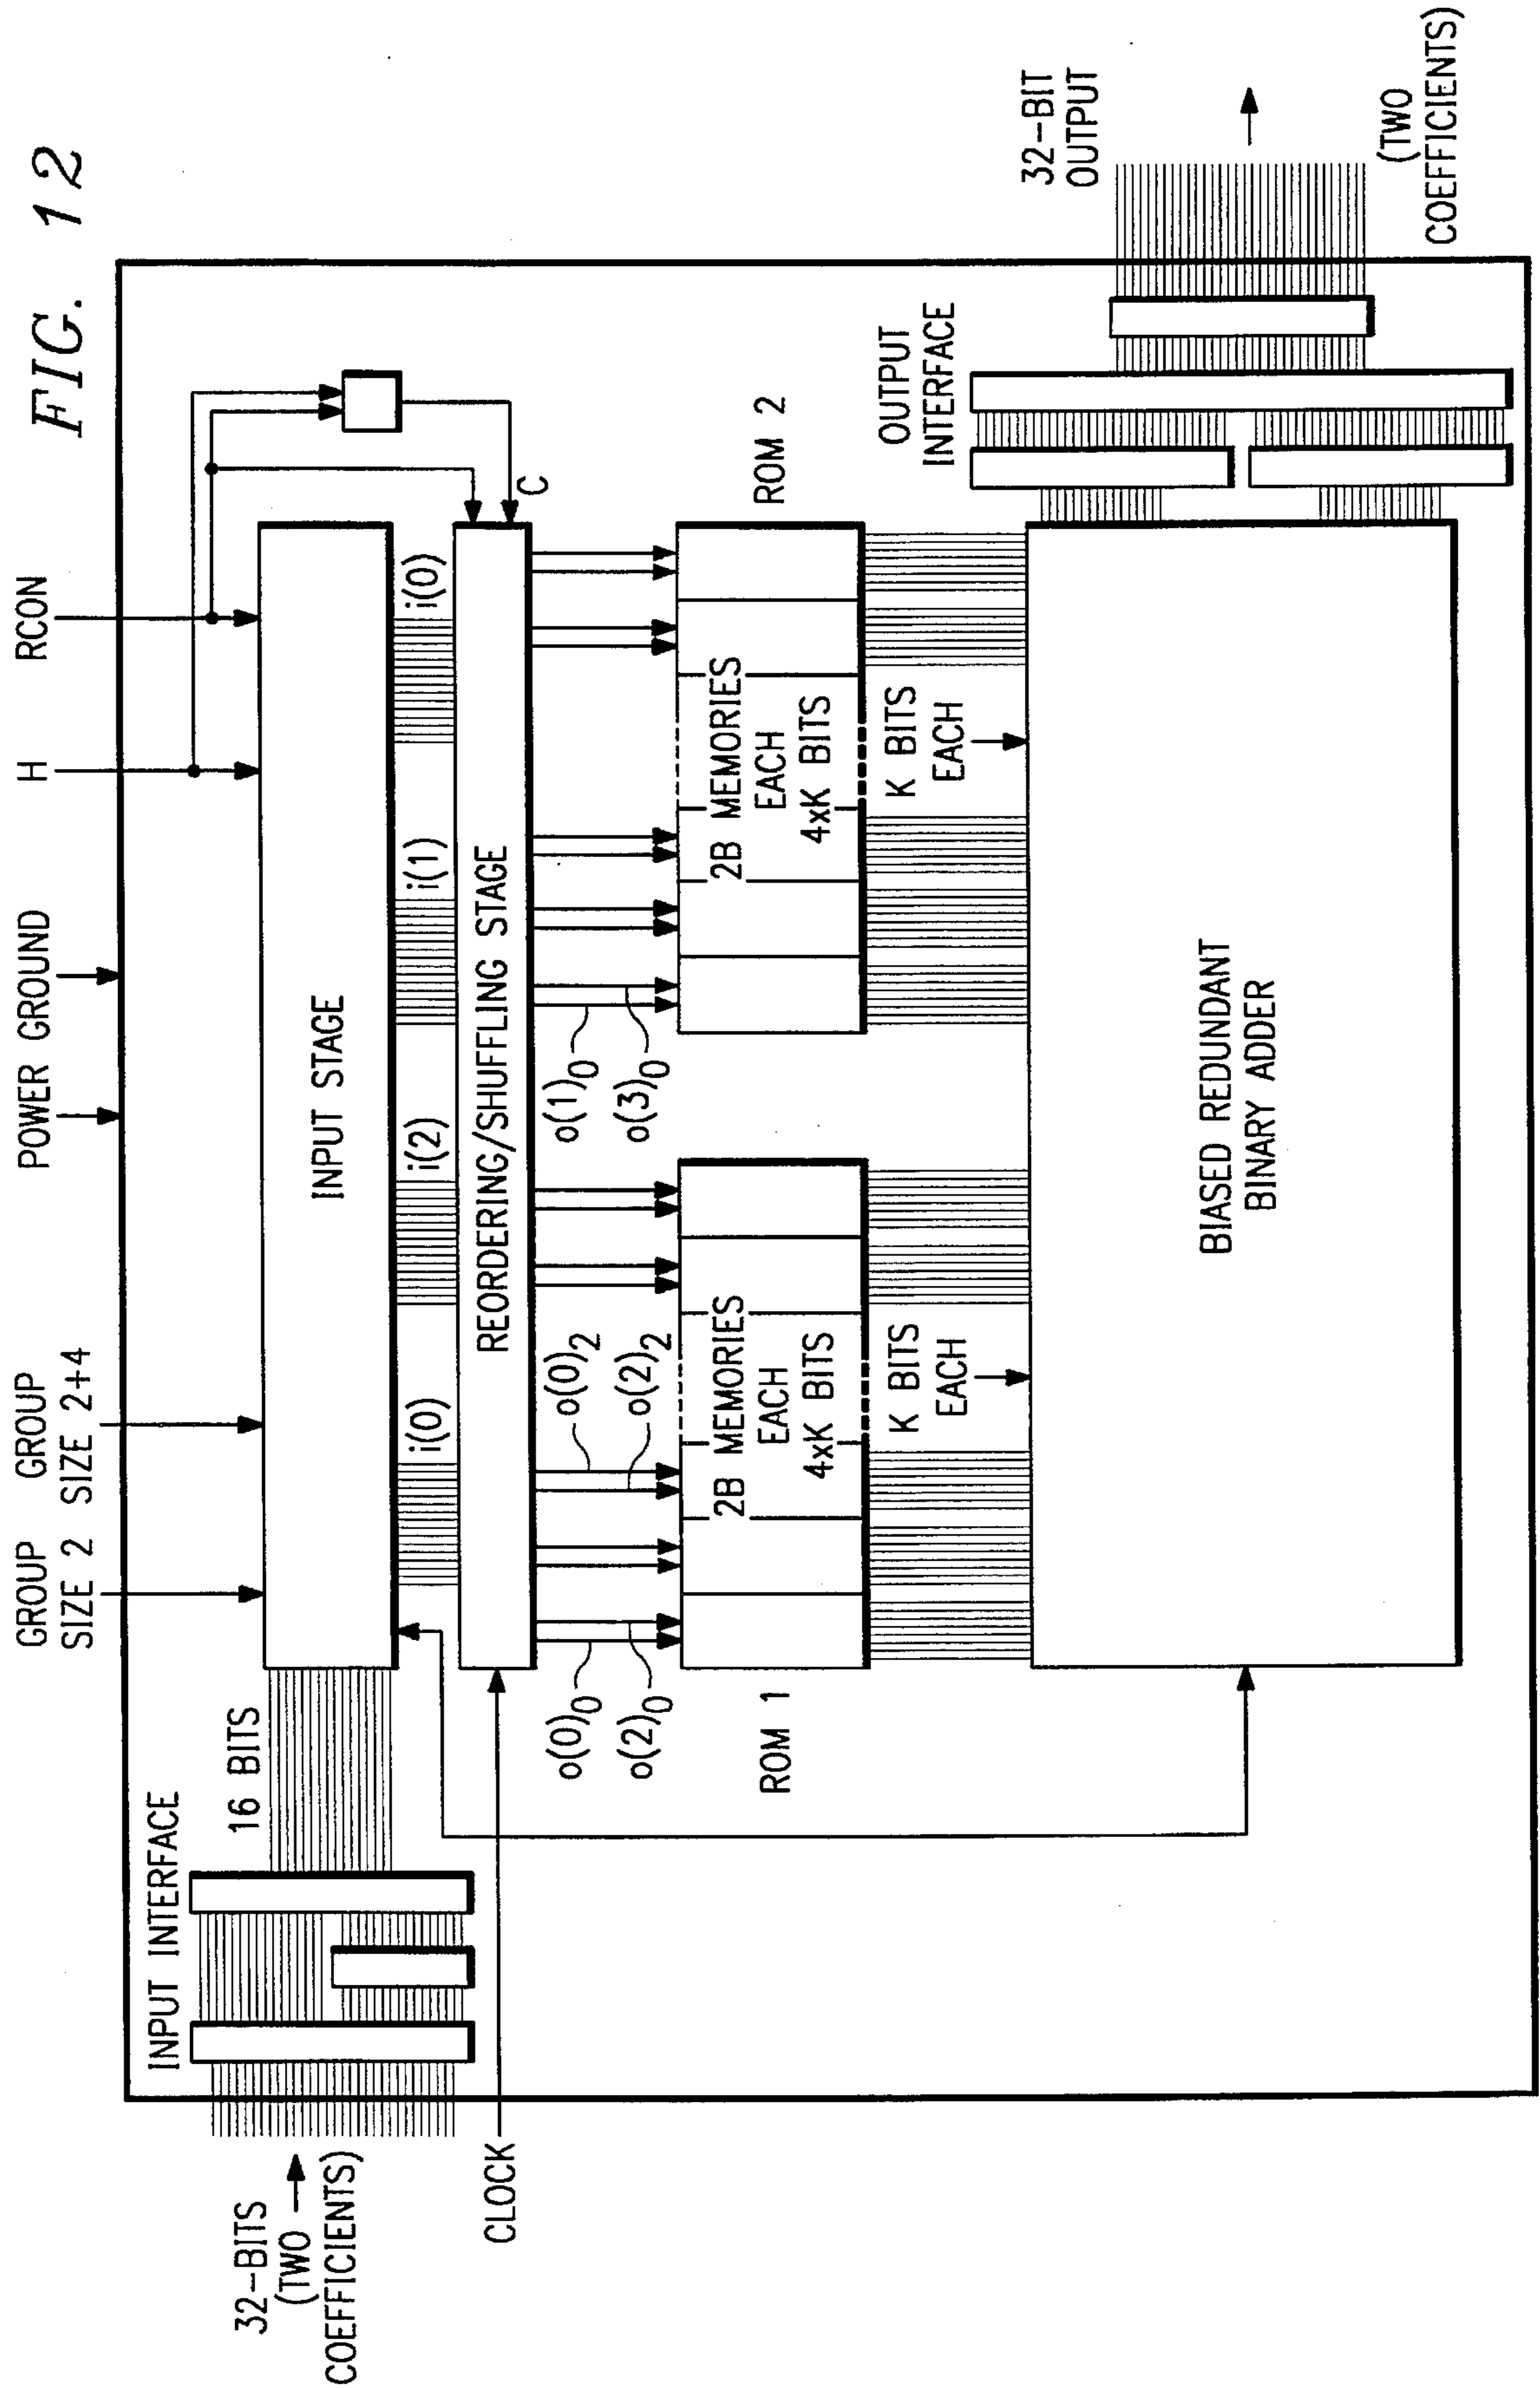 FIG. 12
GROUP
SIZE 2
GROUP
SIZE 2+4
POWER GROUND
H
RCON
INPUT INTERFACE
16 BITS
INPUT STAGE
32-BITS
(TWO
COEFFICIENTS)
i(0)
i(2)
i(1)
i(0)
CLOCK
REORDERING/SHUFFLING STAGE
C
o(0)0
o(2)0
o(0)2
o(2)2
o(1)0
o(3)0
ROM 1
2B MEMORIES
EACH
4xK BITS
2B MEMORIES
EACH
4xK BITS
ROM 2
K BITS
EACH
K BITS
EACH
OUTPUT
INTERFACE
32-BIT
OUTPUT
BIASED REDUNDANT
BINARY ADDER
(TWO
COEFFICIENTS)